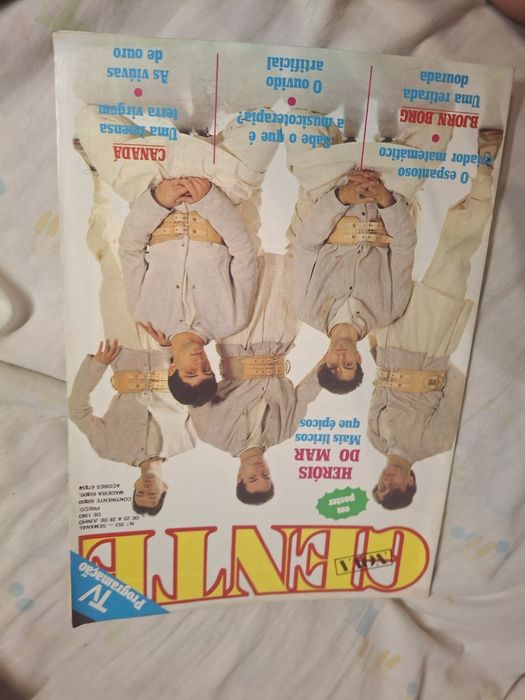 TV
Programação
NOVA
GENTE
N.º 353 — SEMANAL
DE 22 A 28 DE JUNHO
DE 1983
PREÇO:
CONTINENTE 60$00
MADEIRA 65$00;
AÇORES 67$50
em
poster
HERÓIS
DO MAR
Mais líricos
que épicos
CANADÁ
Uma imensa
terra virgem
As viúvas
de ouro
Sabe o que é
a musicoterapia?
O ouvido
artificial
O espantoso
matemático
BJORN BORG
Uma retirada
dourada